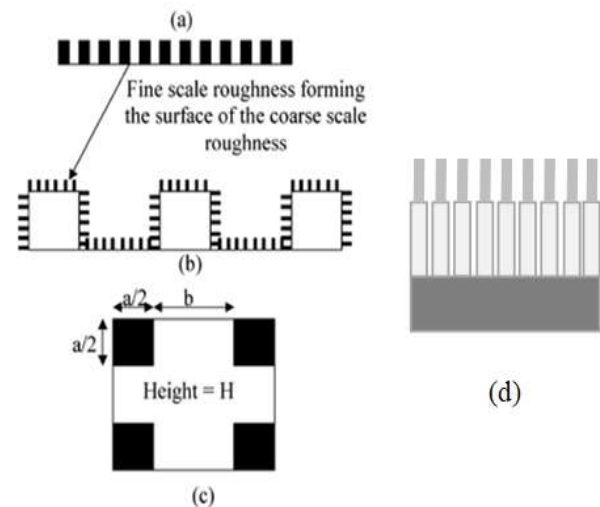 (a)
Fine scale roughness forming
the surface of the coarse scale
roughness
(b)
a/2 b
a/2
Height = H
(c)
(d)